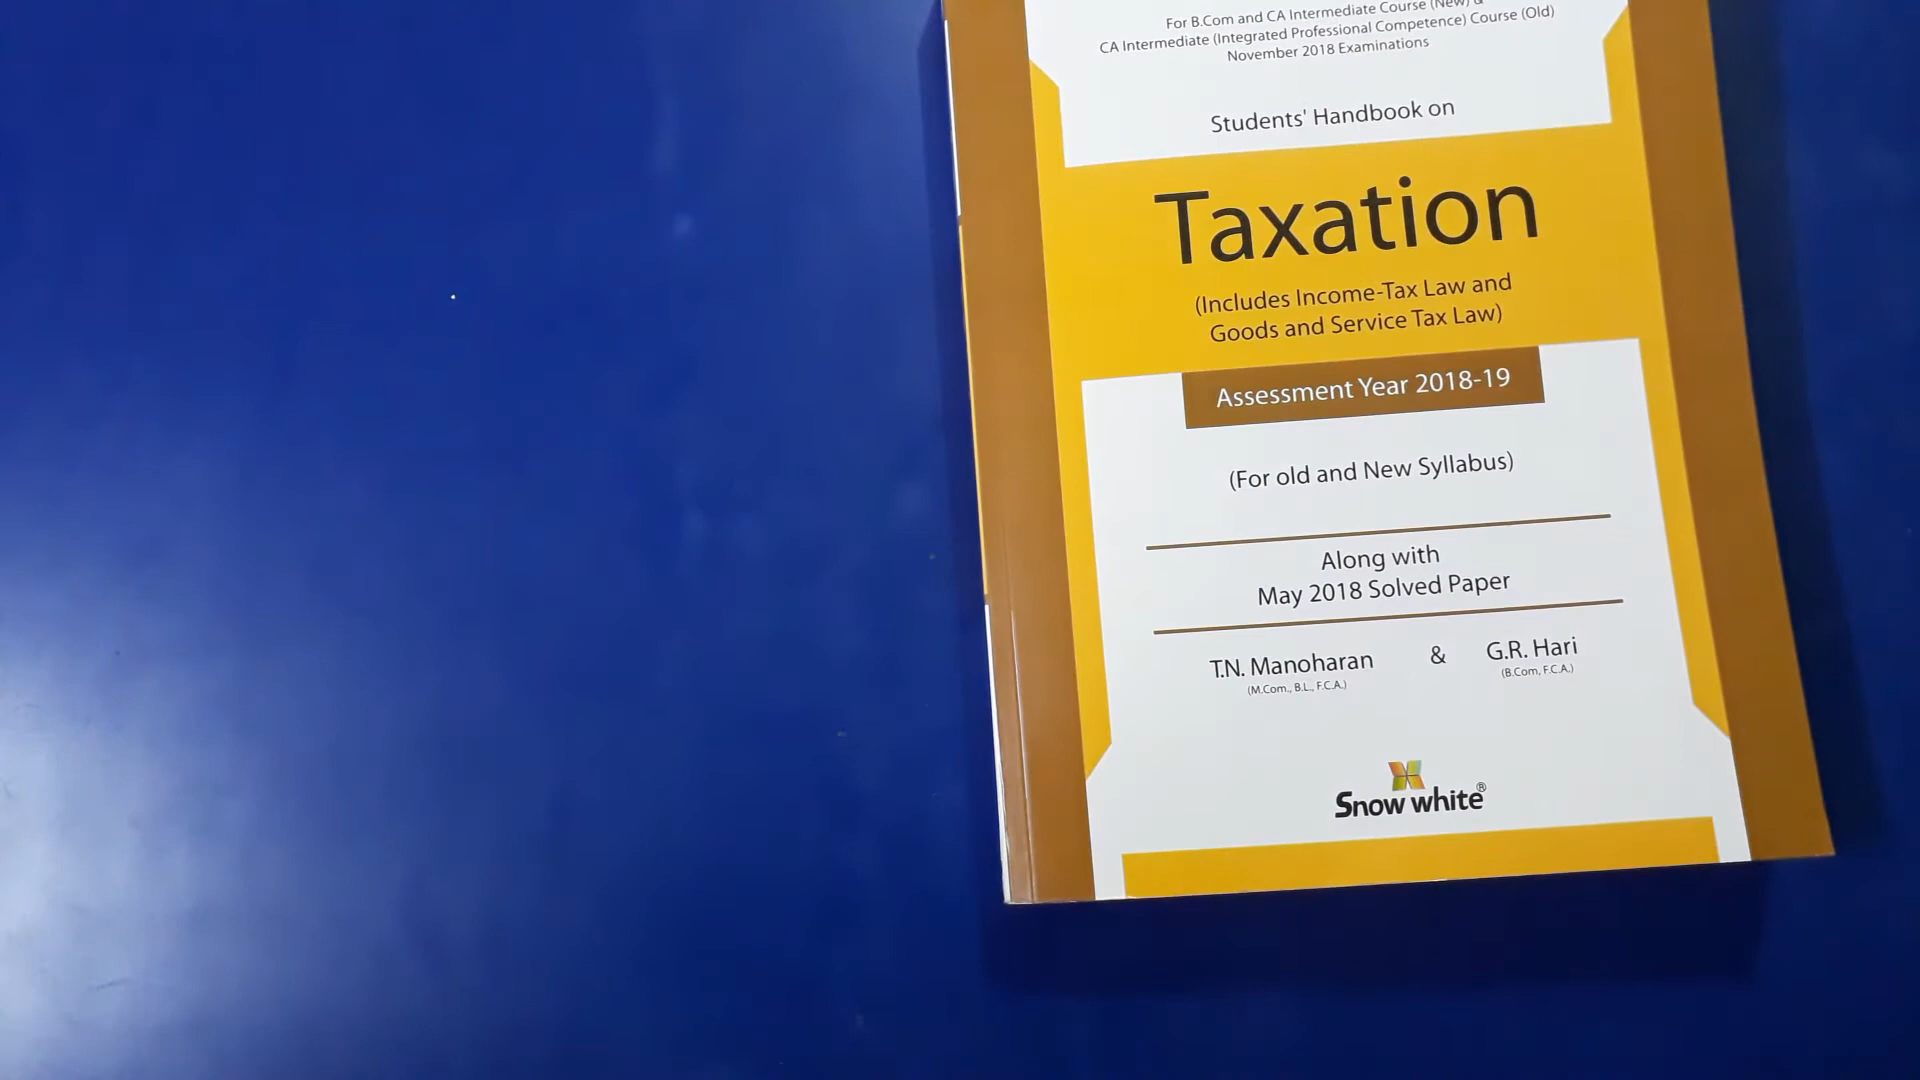 For B.Com and CA Intermediate Course (New) &
CA Intermediate (Integrated Professional Competence) Course (Old)
November 2018 Examinations
Students' Handbook on
Taxation
(Includes Income-Tax Law and
Goods and Service Tax Law)
Assessment Year 2018-19
(For old and New Syllabus)
Along with
May 2018 Solved Paper
T.N. Manoharan & G.R. Hari
(M.Com., B.L., F.C.A.) (B.Com, F.C.A.)
Snow white®